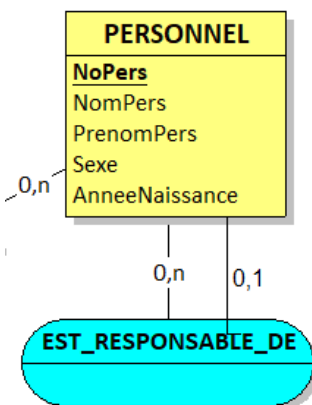 PERSONNEL
NoPers
NomPers
PrenomPers
Sexe
AnneeNaissance
0,n
0,n
0,1
EST_RESPONSABLE_DE